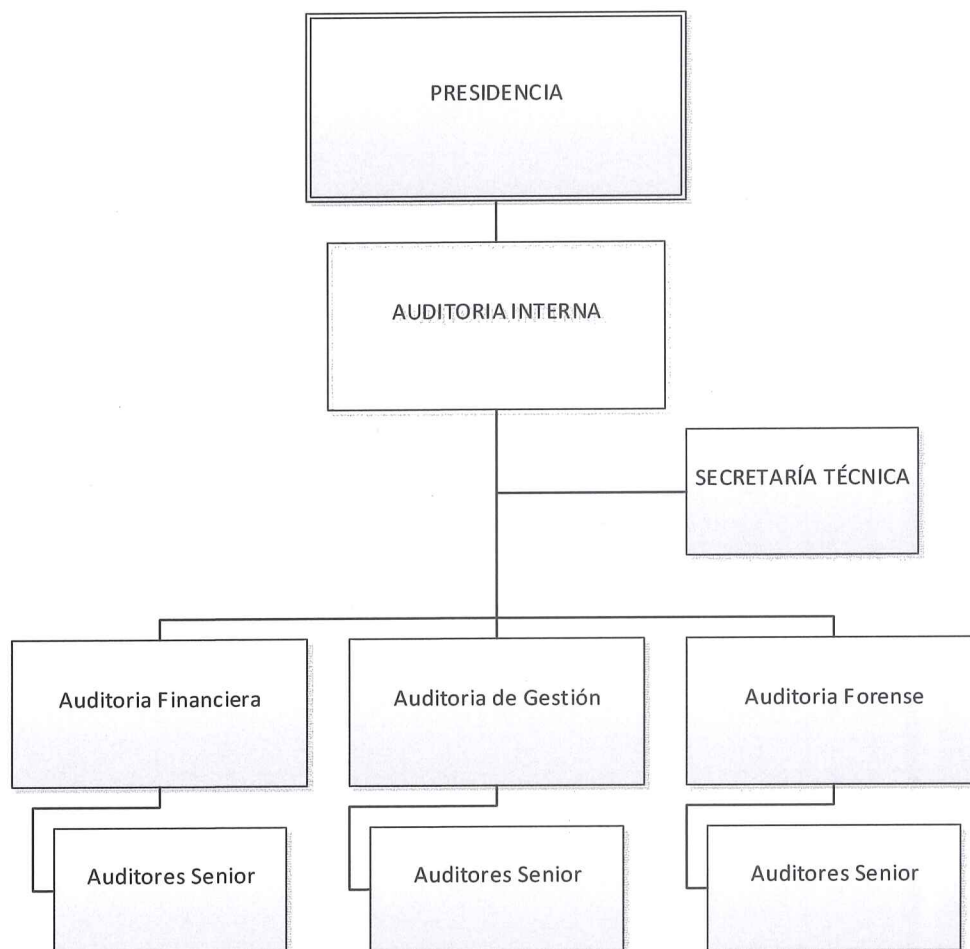 PRESIDENCIA
AUDITORIA INTERNA
SECRETARÍA TÉCNICA
Auditoria Financiera
Auditoria de Gestión
Auditoria Forense
Auditores Senior
Auditores Senior
Auditores Senior